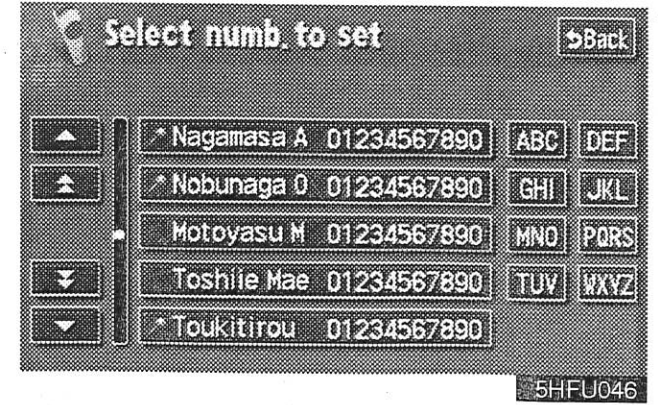 Select numb. to set Back
Nagamasa A 01234567890 ABC DEF
Nobunaga O 01234567890 GHI JKL
Motoyasu M 01234567890 MNO PQRS
Toshiie Mae 01234567890 TUV WXYZ
Toukitirou 01234567890
5HFU046